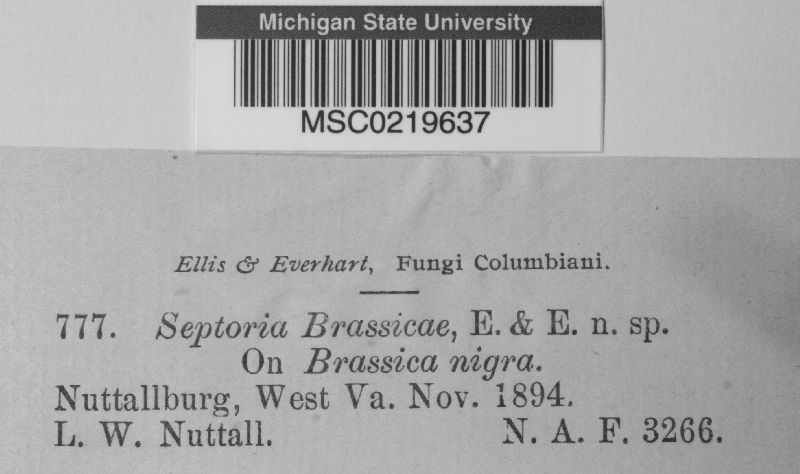 Michigan State University
MSC0219637
Ellis & Everhart, Fungi Columbiani.
777. Septoria Brassicae, E. & E. n. sp.
On Brassica nigra.
Nuttallburg, West Va. Nov. 1894.
L. W. Nuttall. N. A. F. 3266.